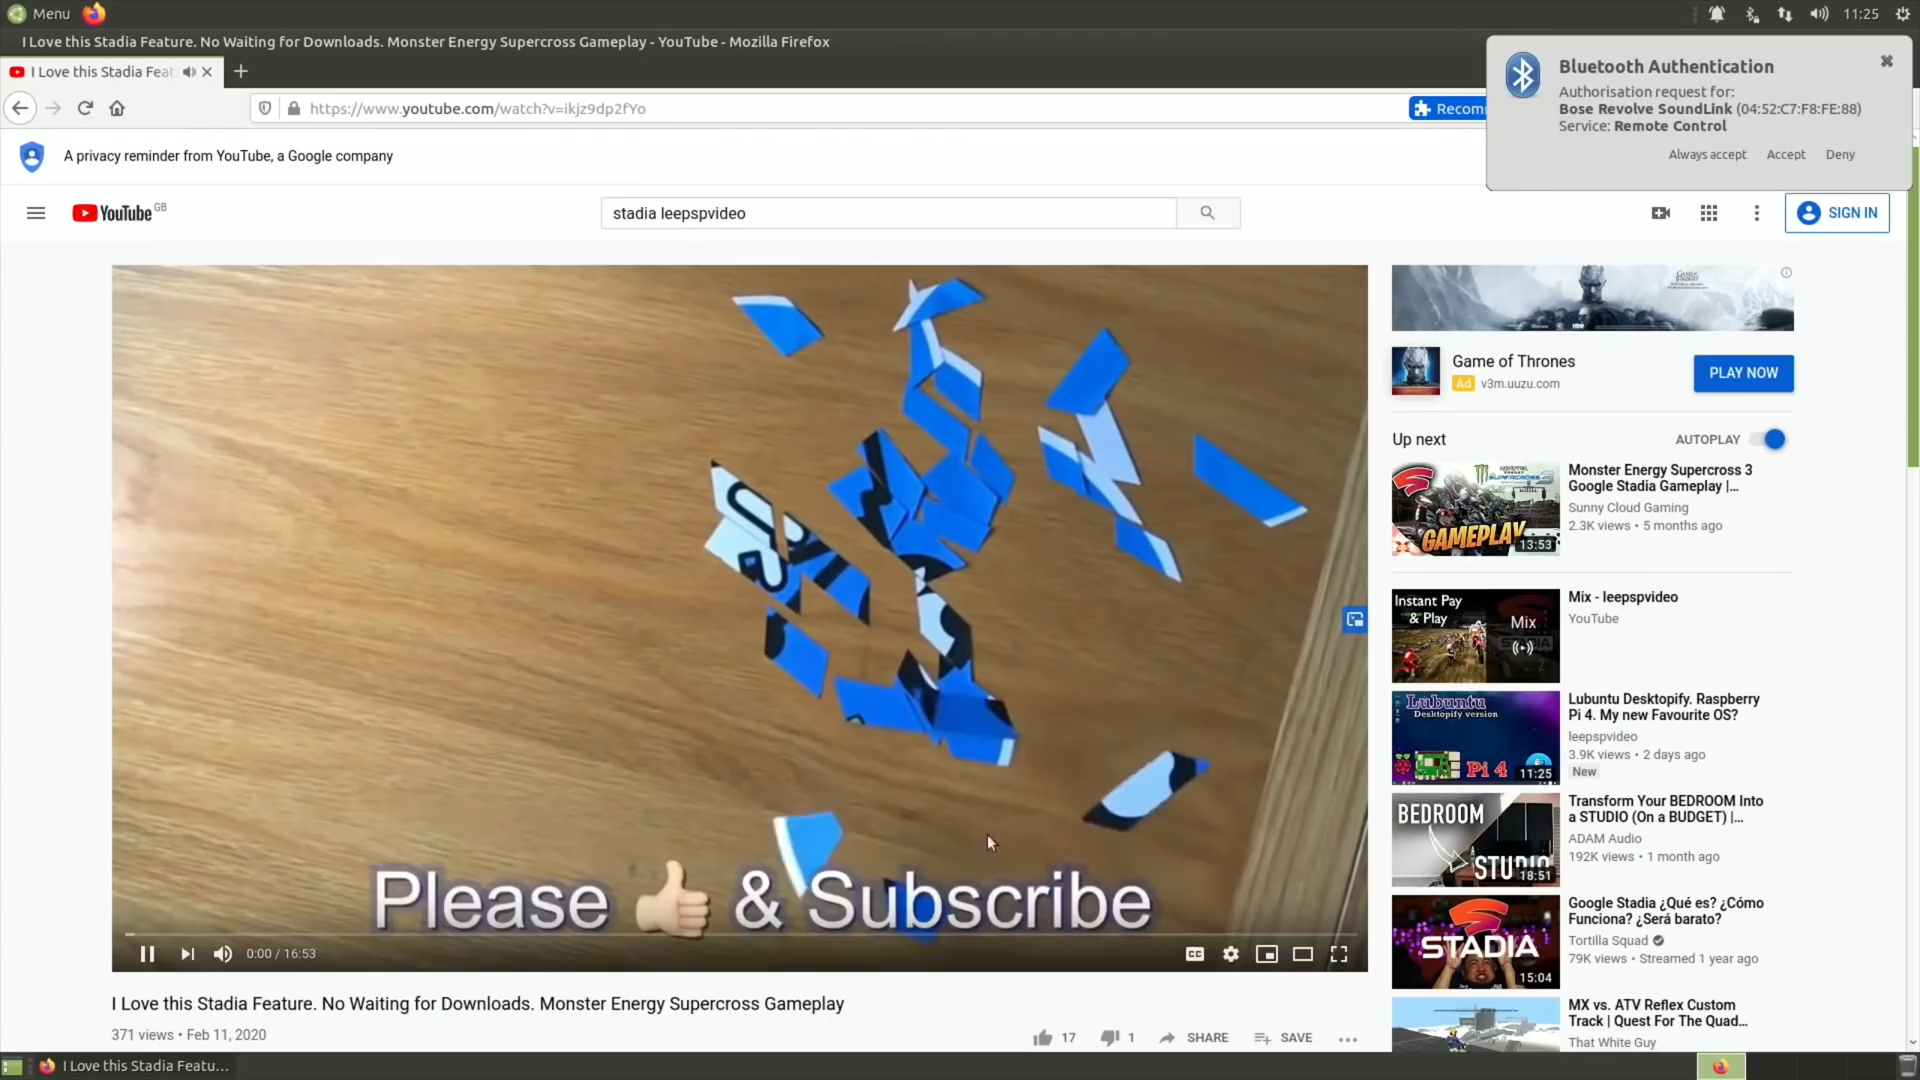 Menu
11:25
I Love this Stadia Feature. No Waiting for Downloads. Monster Energy Supercross Gameplay - YouTube - Mozilla Firefox
I Love this Stadia Feat
https://www.youtube.com/watch?v=ikjz9dp2fYo
Recom
Bluetooth Authentication
Authorisation request for:
Bose Revolve SoundLink (04:52:C7:F8:FE:88)
Service: Remote Control
Always accept
Accept
Deny
A privacy reminder from YouTube, a Google company
YouTube GB
stadia leepspvideo
SIGN IN
Please 👍 & Subscribe
0:00 / 16:53
CC
I Love this Stadia Feature. No Waiting for Downloads. Monster Energy Supercross Gameplay
371 views • Feb 11, 2020
17
1
SHARE
SAVE
Game of Thrones
Ad v3m.uuzu.com
PLAY NOW
Up next
AUTOPLAY
GAMEPLAY
13:53
Monster Energy Supercross 3
Google Stadia Gameplay |...
Sunny Cloud Gaming
2.3K views • 5 months ago
Instant Pay
& Play
Mix
Mix - leepspvideo
YouTube
Lubuntu
Desktopify version
Pi 4
11:25
Lubuntu Desktopify. Raspberry
Pi 4. My new Favourite OS?
leepspvideo
3.9K views • 2 days ago
New
BEDROOM
STUDIO
18:51
Transform Your BEDROOM Into
a STUDIO (On a BUDGET) |...
ADAM Audio
192K views • 1 month ago
STADIA
15:04
Google Stadia ¿Qué es? ¿Cómo
Funciona? ¿Será barato?
Tortilla Squad
79K views • Streamed 1 year ago
MX vs. ATV Reflex Custom
Track | Quest For The Quad...
That White Guy
I Love this Stadia Featu...